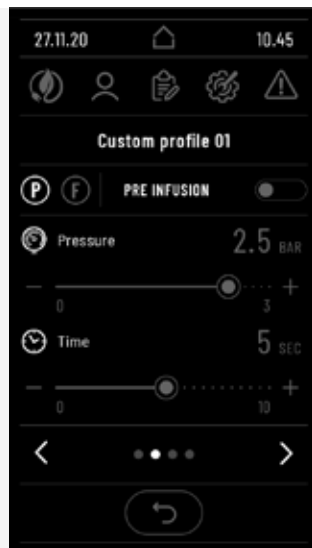 27.11.20 10.45
Custom profile 01
P F PRE INFUSION
Pressure 2.5 BAR
− +
0 3
Time 5 SEC
− +
0 10